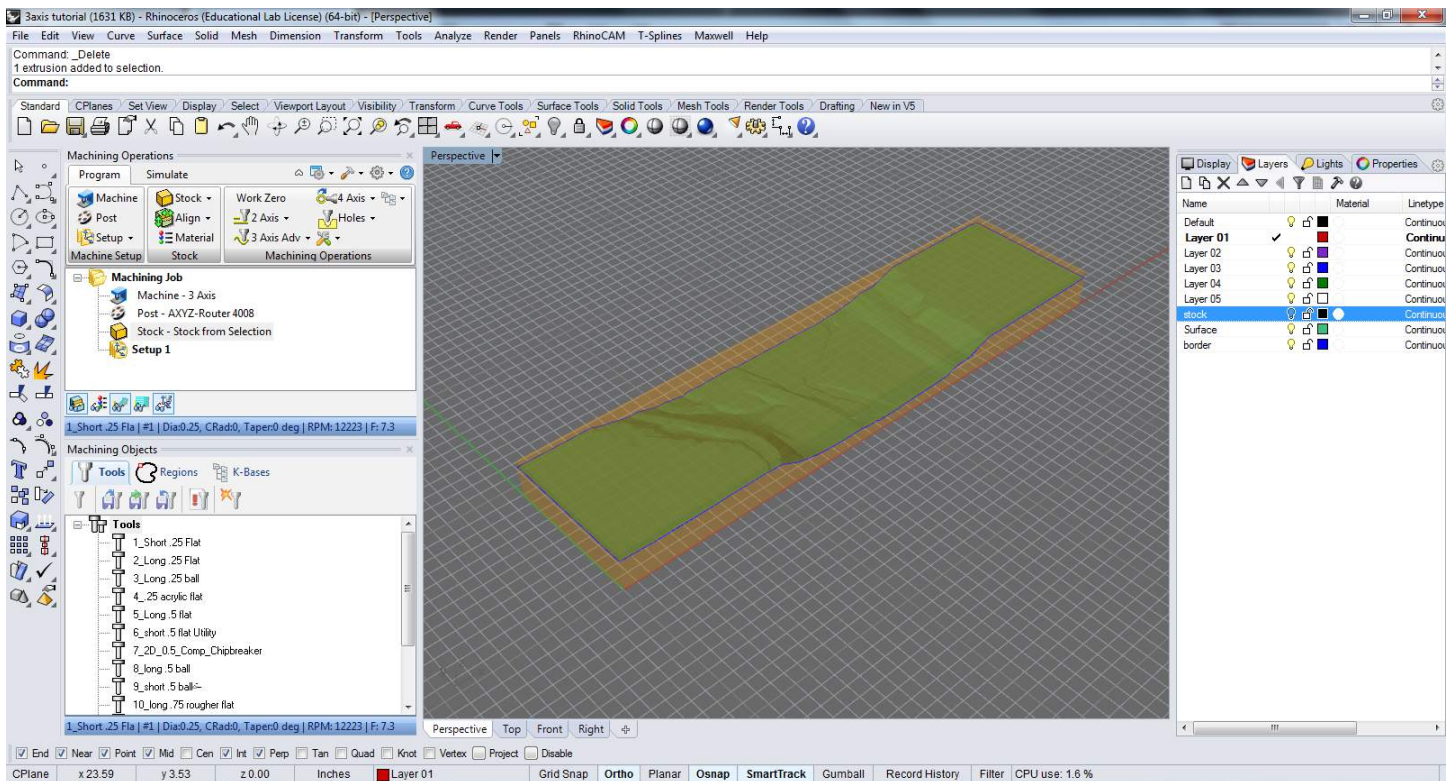 3axis tutorial (1631 KB) - Rhinoceros (Educational Lab License) (64-bit) - [Perspective]
File Edit View Curve Surface Solid Mesh Dimension Transform Tools Analyze Render Panels RhinoCAM T-Splines Maxwell Help
Command: _Delete
1 extrusion added to selection.
Command:
Standard CPlanes Set View Display Select Viewport Layout Visibility Transform Curve Tools Surface Tools Solid Tools Mesh Tools Render Tools Drafting New in V5
Machining Operations
Program Simulate
Machine Stock Work Zero 4 Axis
Post Align 2 Axis Holes
Setup Material 3 Axis Adv
Machine Setup Stock Machining Operations
Machining Job
Machine - 3 Axis
Post - AXYZ-Router 4008
Stock - Stock from Selection
Setup 1
1_Short .25 Fla | #1 | Dia:0.25, CRad:0, Taper:0 deg | RPM: 12223 | F: 7.3
Machining Objects
Tools Regions K-Bases
Tools
1_Short .25 Flat
2_Long .25 Flat
3_Long .25 ball
4_.25 acrylic flat
5_Long .5 flat
6_short .5 flat Utility
7_2D_0.5_Comp_Chipbreaker
8_long .5 ball
9_short .5 ball
10_long .75 rougher flat
1_Short .25 Fla | #1 | Dia:0.25, CRad:0, Taper:0 deg | RPM: 12223 | F: 7.3
Perspective
Perspective Top Front Right
Display Layers Lights Properties
Name Material Linetype
Default Continuou
Layer 01 Continu
Layer 02 Continuou
Layer 03 Continuou
Layer 04 Continuou
Layer 05 Continuou
stock Continuou
Surface Continuou
border Continuou
End Near Point Mid Cen Int Perp Tan Quad Knot Vertex Project Disable
CPlane x 23.59 y 3.53 z 0.00 Inches Layer 01 Grid Snap Ortho Planar Osnap SmartTrack Gumball Record History Filter CPU use: 1.6 %